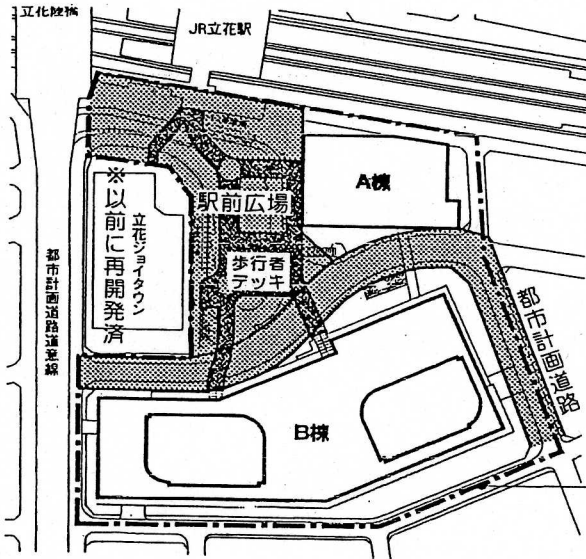 立花陸橋
JR立花駅
A棟
駅前広場
立花ジョイタウン
※以前に再開発済
歩行者
デッキ
都市計画道路道意線
都市計画道路
B棟